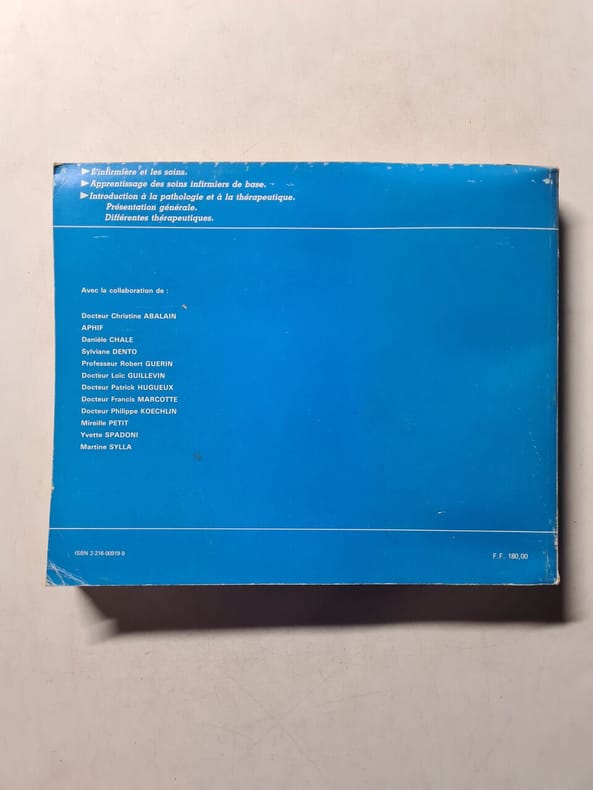 ►L'infirmière et les soins.
►Apprentissage des soins infirmiers de base.
►Introduction à la pathologie et à la thérapeutique.
Présentation générale.
Différentes thérapeutiques.
Avec la collaboration de :
Docteur Christine ABALAIN
APHIF
Danièle CHALE
Sylviane DENTO
Professeur Robert GUERIN
Docteur Loïc GUILLEVIN
Docteur Patrick HUGUEUX
Docteur Francis MARCOTTE
Docteur Philippe KOECHLIN
Mireille PETIT
Yvette SPADONI
Martine SYLLA
ISBN 2-216-00919-9
F.F. 180,00